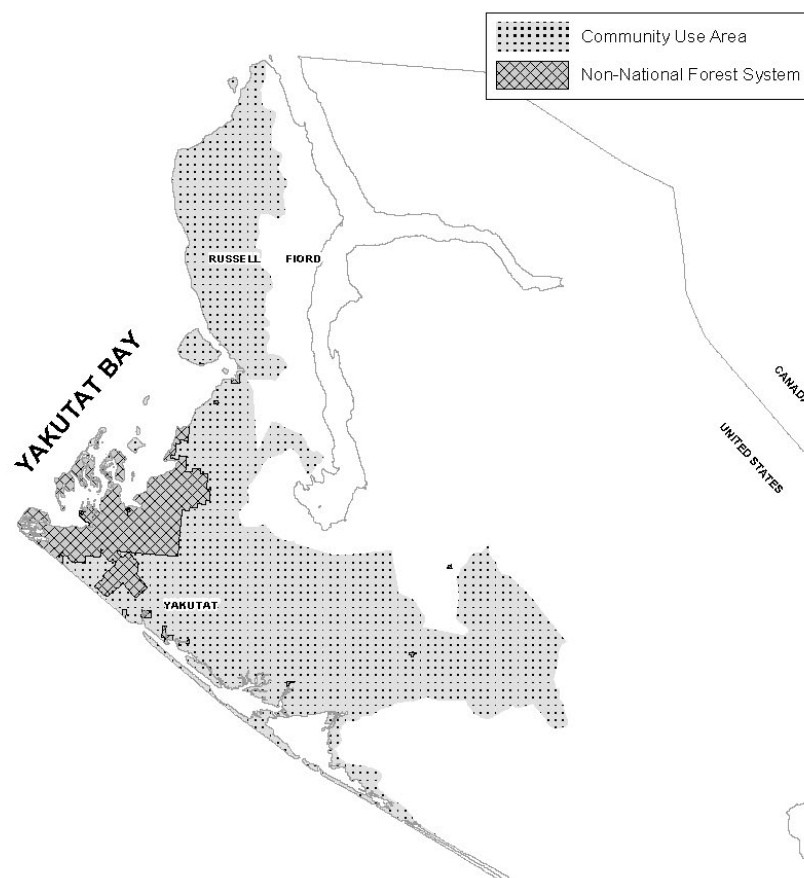 Community Use Area
Non-National Forest System
RUSSELL FIORD
YAKUTAT BAY
CANADA
UNITED STATES
YAKUTAT